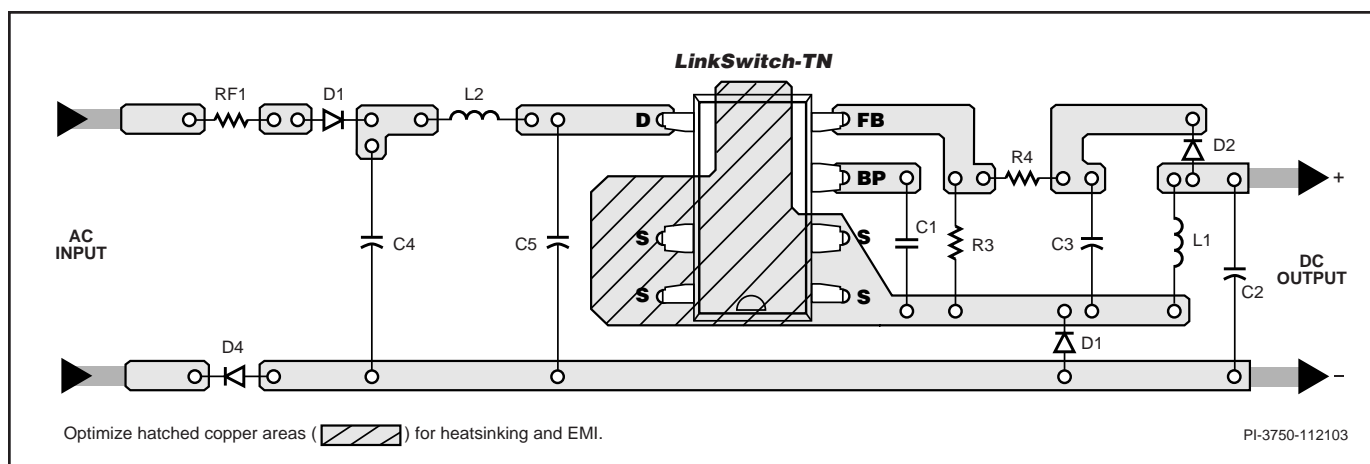 LinkSwitch-TN
RF1
D1
L2
D
FB
R4
D2
BP
+
AC
INPUT
C4
C5
S
S
C1
R3
C3
L1
DC
OUTPUT
S
S
C2
D4
D1
–
Optimize hatched copper areas ( ) for heatsinking and EMI.
PI-3750-112103